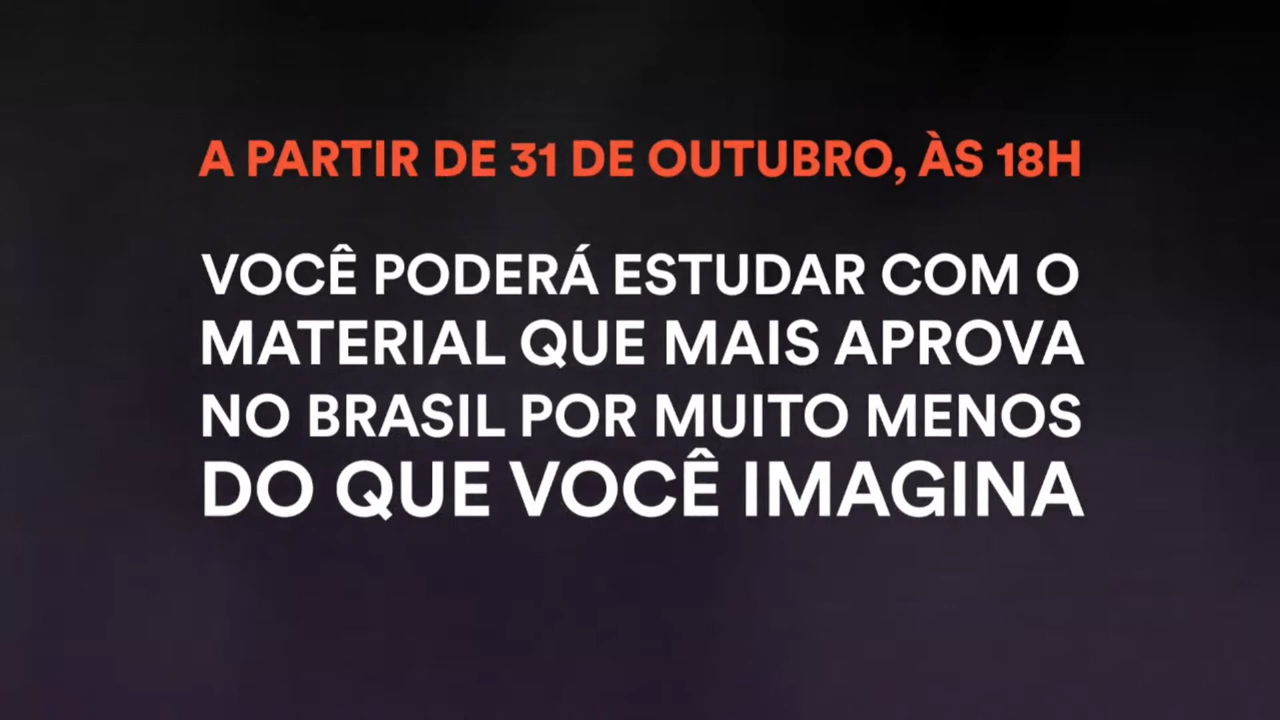 A PARTIR DE 31 DE OUTUBRO, ÀS 18H
VOCÊ PODERÁ ESTUDAR COM O
MATERIAL QUE MAIS APROVA
NO BRASIL POR MUITO MENOS
DO QUE VOCÊ IMAGINA